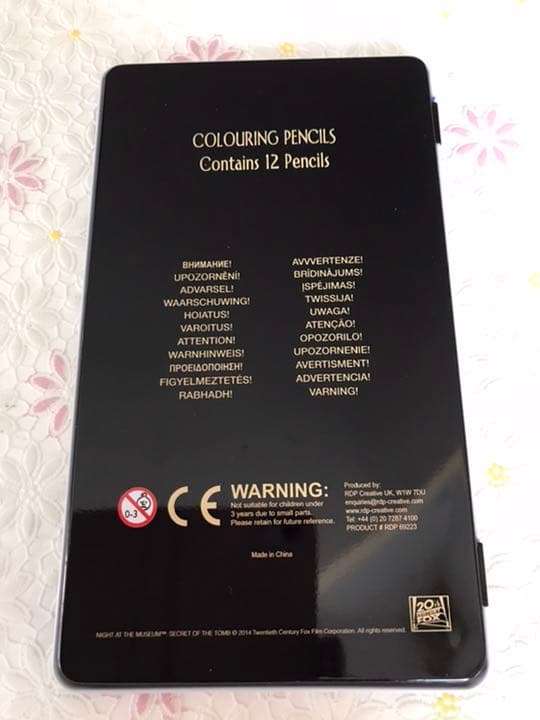 COLOURING PENCILS
Contains 12 Pencils
ВНИМАНИЕ!
UPOZORNĚNÍ!
ADVARSEL!
WAARSCHUWING!
HOIATUS!
VAROITUS!
ATTENTION!
WARNHINWEIS!
ΠΡΟΕΙΔΟΠΟΙΗΣΗ!
FIGYELMEZTETÉS!
RABHADH!
AVVVERTENZE!
BRĪDINĀJUMS!
ĮSPĖJIMAS!
TWISSIJA!
UWAGA!
ATENÇÃO!
OPOZORILO!
UPOZORNENIE!
AVERTISMENT!
ADVERTENCIA!
VARNING!
0-3
CE
WARNING:
Not suitable for children under
3 years due to small parts.
Please retain for future reference.
Produced by:
RDP Creative UK, W1W 7DU
enquiries@rdp-creative.com
www.rdp-creative.com
Tel: +44 (0) 20 7287 4100
PRODUCT # RDP 69223
Made in China
NIGHT AT THE MUSEUM™ SECRET OF THE TOMB © 2014 Twentieth Century Fox Film Corporation. All rights reserved.
20th
CENTURY
FOX